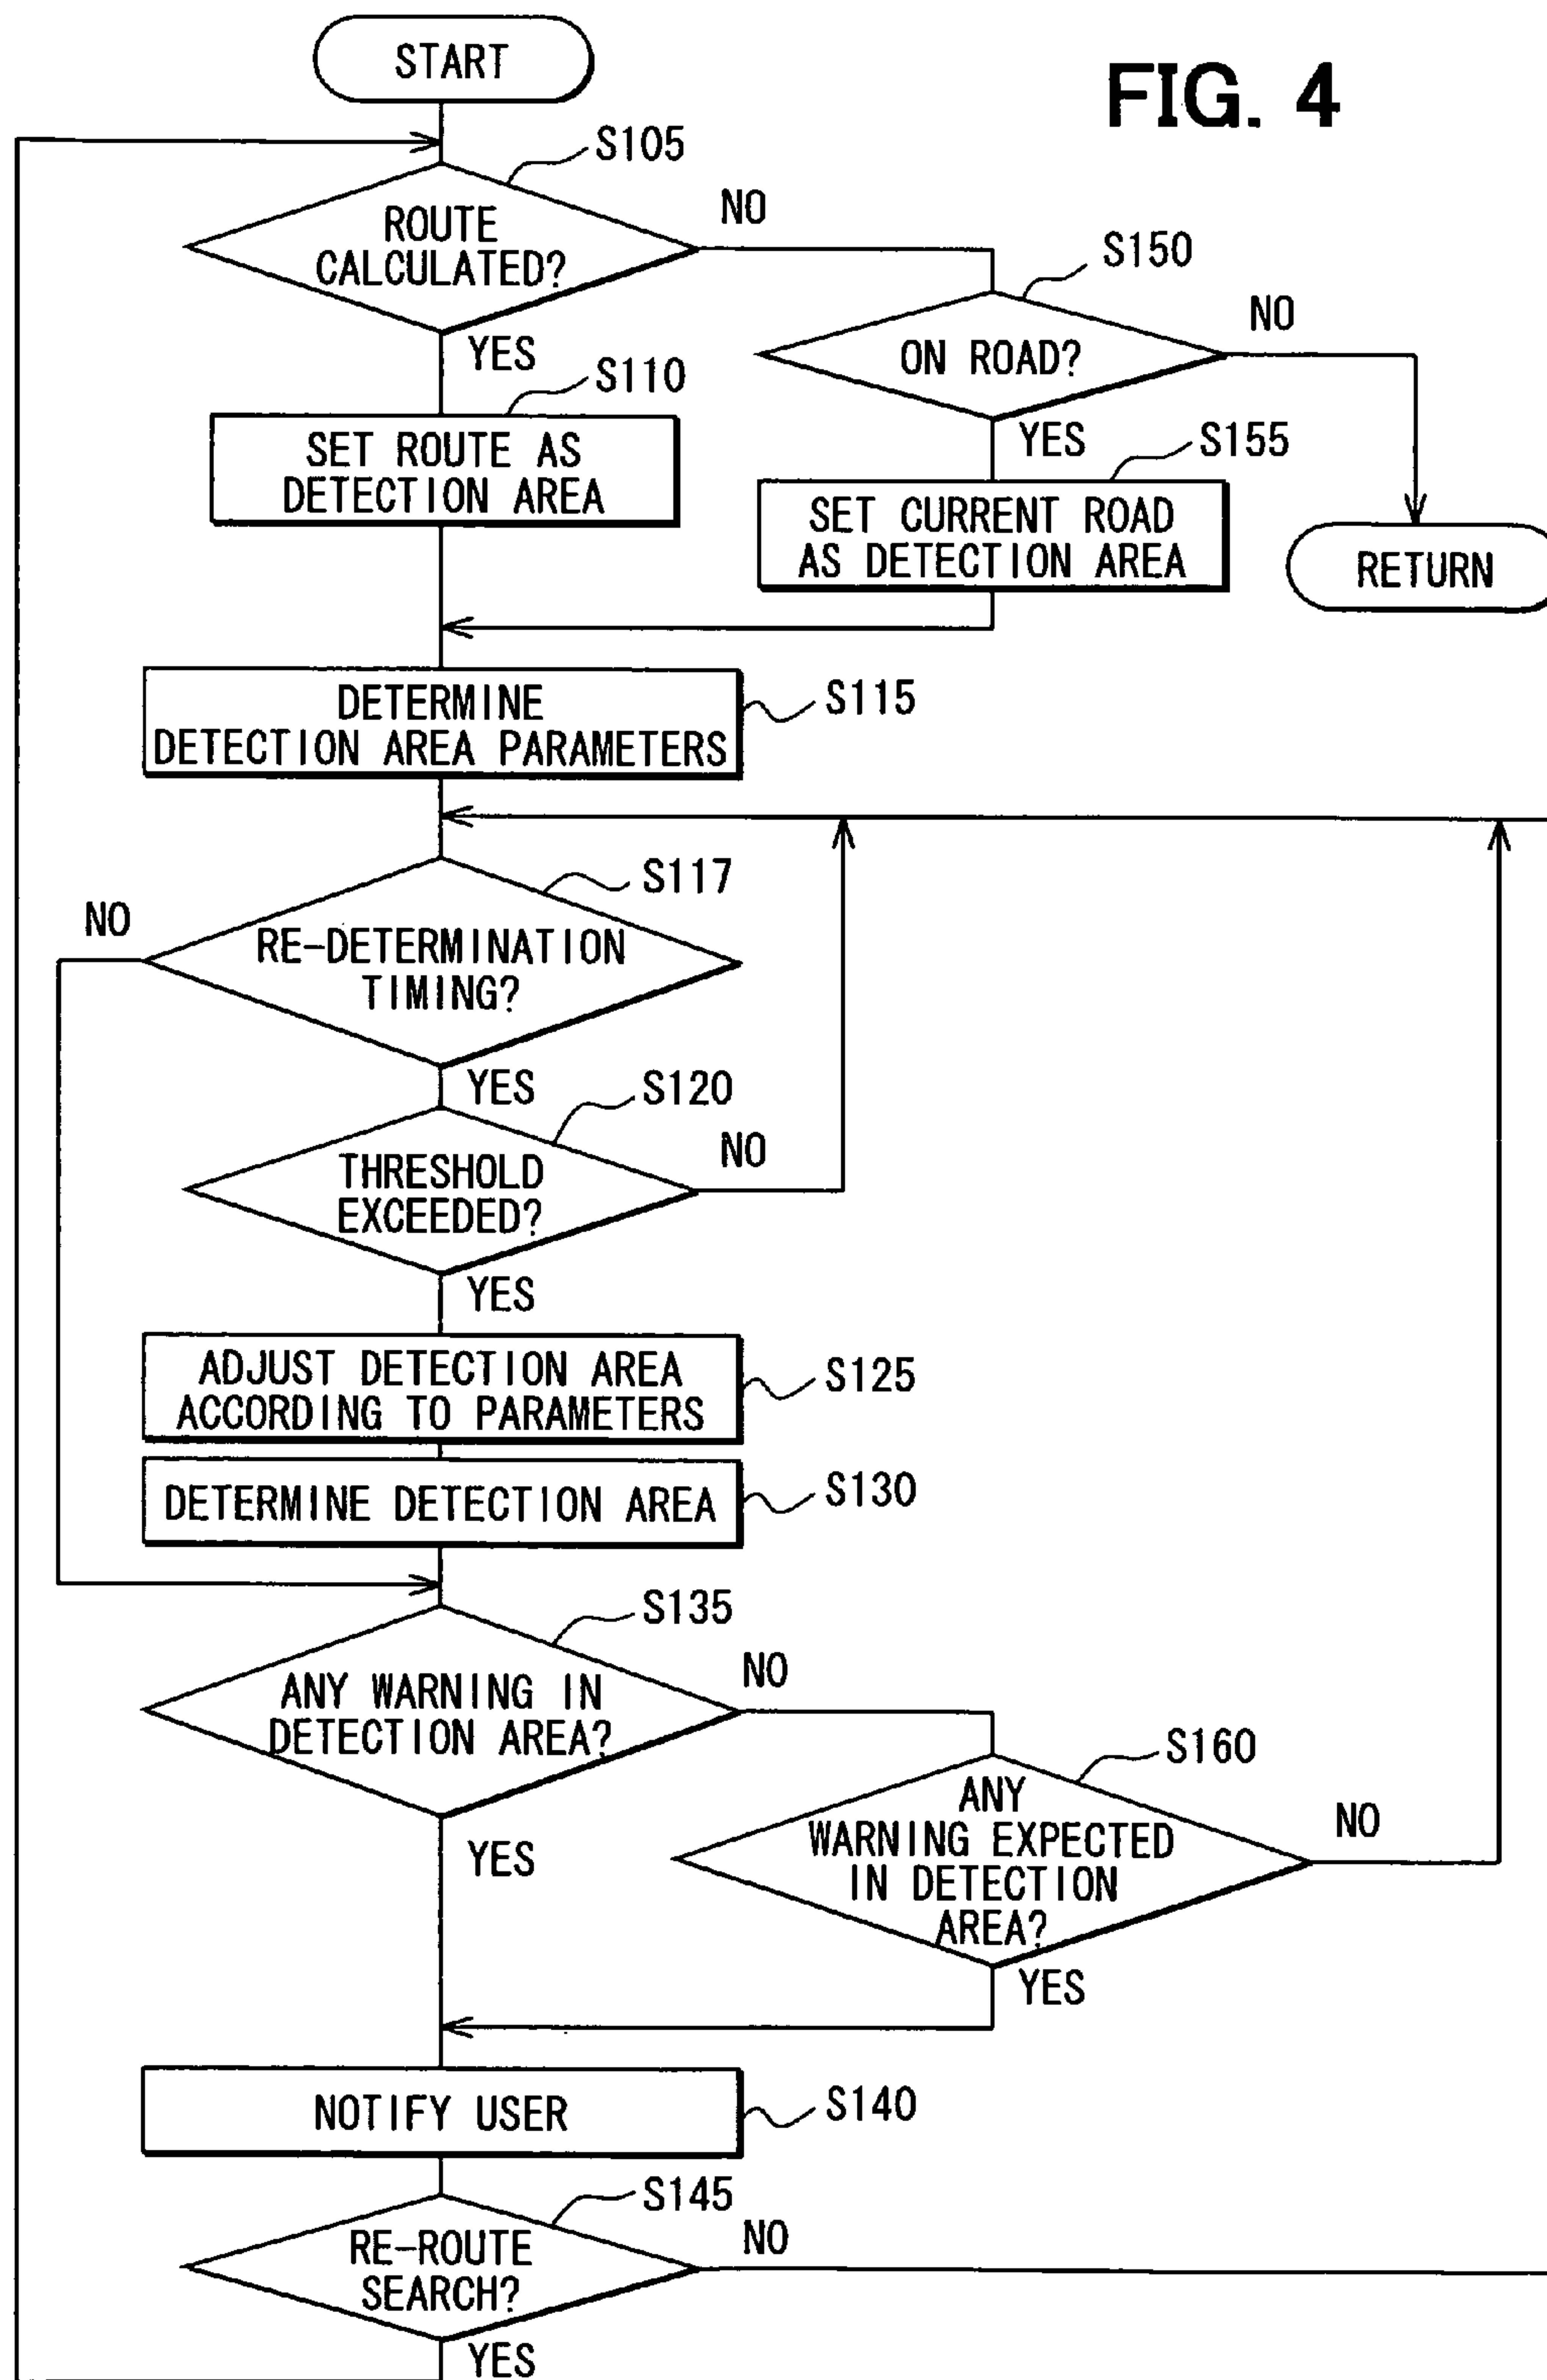 START
FIG. 4
S105
ROUTE
CALCULATED?
NO
YES
S150
ON ROAD?
NO
YES
S110
SET ROUTE AS
DETECTION AREA
S155
SET CURRENT ROAD
AS DETECTION AREA
RETURN
DETERMINE
DETECTION AREA PARAMETERS
S115
S117
NO
RE-DETERMINATION
TIMING?
YES
S120
THRESHOLD
EXCEEDED?
NO
YES
ADJUST DETECTION AREA
ACCORDING TO PARAMETERS
S125
DETERMINE DETECTION AREA
S130
S135
ANY WARNING IN
DETECTION AREA?
NO
YES
S160
ANY
WARNING EXPECTED
IN DETECTION
AREA?
NO
YES
NOTIFY USER
S140
S145
RE-ROUTE
SEARCH?
NO
YES